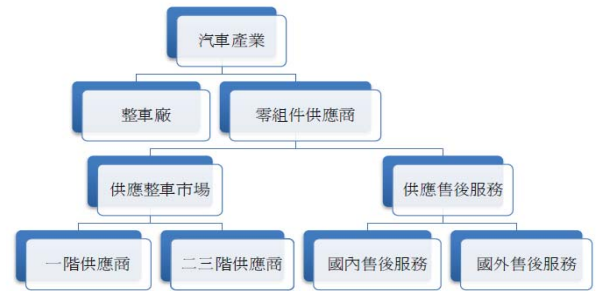 汽車產業
整車廠
零組件供應商
供應整車市場
供應售後服務
一階供應商
二三階供應商
國內售後服務
國外售後服務